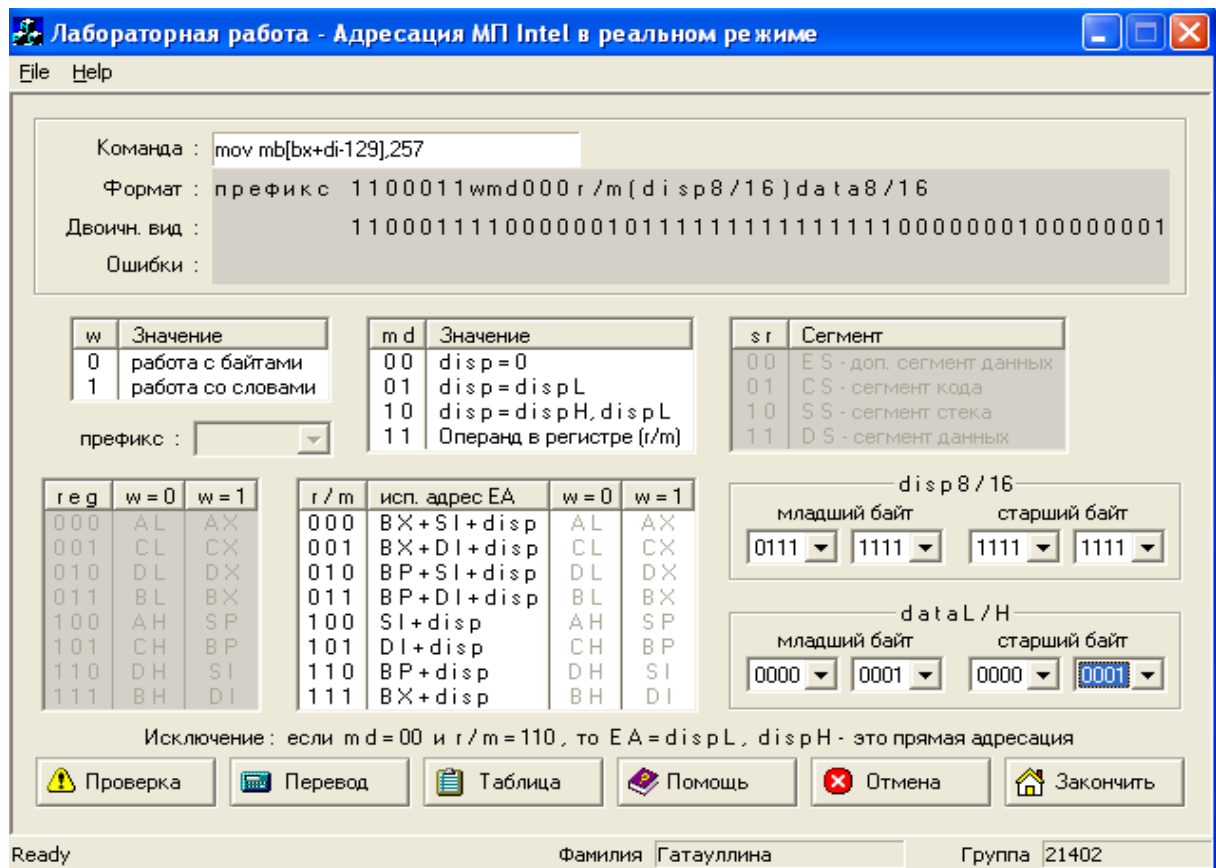 Лабораторная работа - Адресация МП Intel в реальном режиме
File Help
Команда : mov mb[bx+di-129],257
Формат : префикс 1100011wmd000r/m(disp8/16)data8/16
Двоичн. вид : 110001111000000101111111111111110000000100000001
Ошибки :
w Значение
0 работа с байтами
1 работа со словами
префикс :
md Значение
00 disp=0
01 disp=dispL
10 disp=dispH,dispL
11 Операнд в регистре (r/m)
sr Сегмент
00 ES - доп. сегмент данных
01 CS - сегмент кода
10 SS - сегмент стека
11 DS - сегмент данных
reg w=0 w=1
000 AL AX
001 CL CX
010 DL DX
011 BL BX
100 AH SP
101 CH BP
110 DH SI
111 BH DI
r/m исп. адрес EA w=0 w=1
000 BX+SI+disp AL AX
001 BX+DI+disp CL CX
010 BP+SI+disp DL DX
011 BP+DI+disp BL BX
100 SI+disp AH SP
101 DI+disp CH BP
110 BP+disp DH SI
111 BX+disp BH DI
disp8/16
младший байт старший байт
0111 1111 1111 1111
dataL/H
младший байт старший байт
0000 0001 0000 0001
Исключение: если md=00 и r/m=110, то EA=dispL, dispH - это прямая адресация
Проверка Перевод Таблица Помощь Отмена Закончить
Ready Фамилия Гатауллина Группа 21402